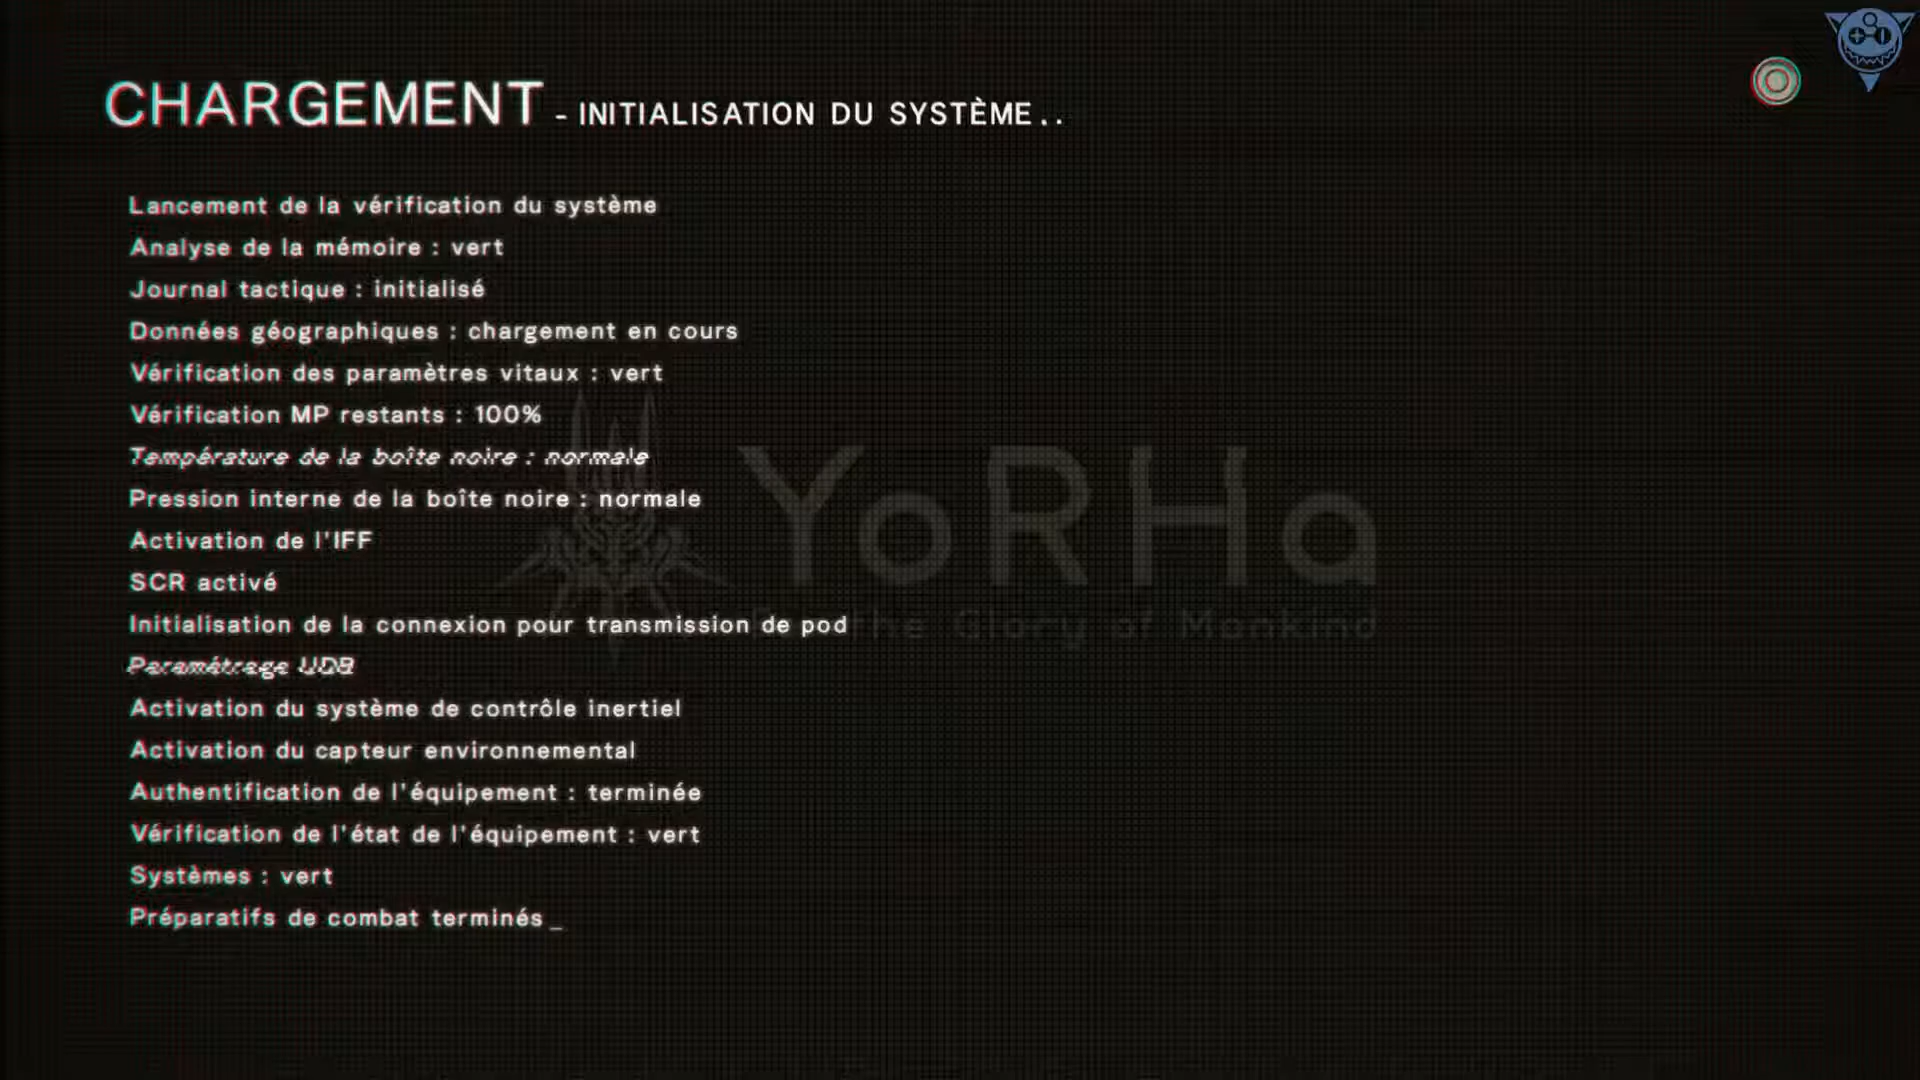 CHARGEMENT - INITIALISATION DU SYSTÈME..
Lancement de la vérification du système
Analyse de la mémoire : vert
Journal tactique : initialisé
Données géographiques : chargement en cours
Vérification des paramètres vitaux : vert
Vérification MP restants : 100%
Température de la boîte noire : normale
Pression interne de la boîte noire : normale
Activation de l'IFF
SCR activé
Initialisation de la connexion pour transmission de pod
Paramétrage UDB
Activation du système de contrôle inertiel
Activation du capteur environnemental
Authentification de l'équipement : terminée
Vérification de l'état de l'équipement : vert
Systèmes : vert
Préparatifs de combat terminés _
YoRHa
the Glory of Mankind